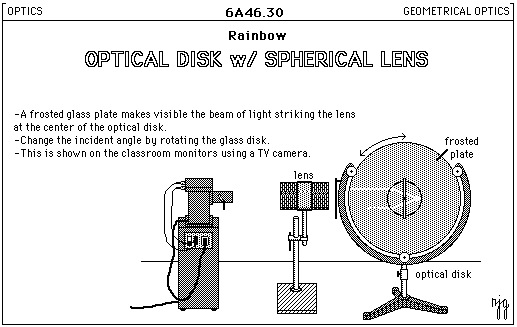 OPTICS 6A46.30 GEOMETRICAL OPTICS
Rainbow
OPTICAL DISK w/ SPHERICAL LENS
-A frosted glass plate makes visible the beam of light striking the lens
at the center of the optical disk.
-Change the incident angle by rotating the glass disk.
-This is shown on the classroom monitors using a TV camera.
frosted
plate
lens
optical disk
njg